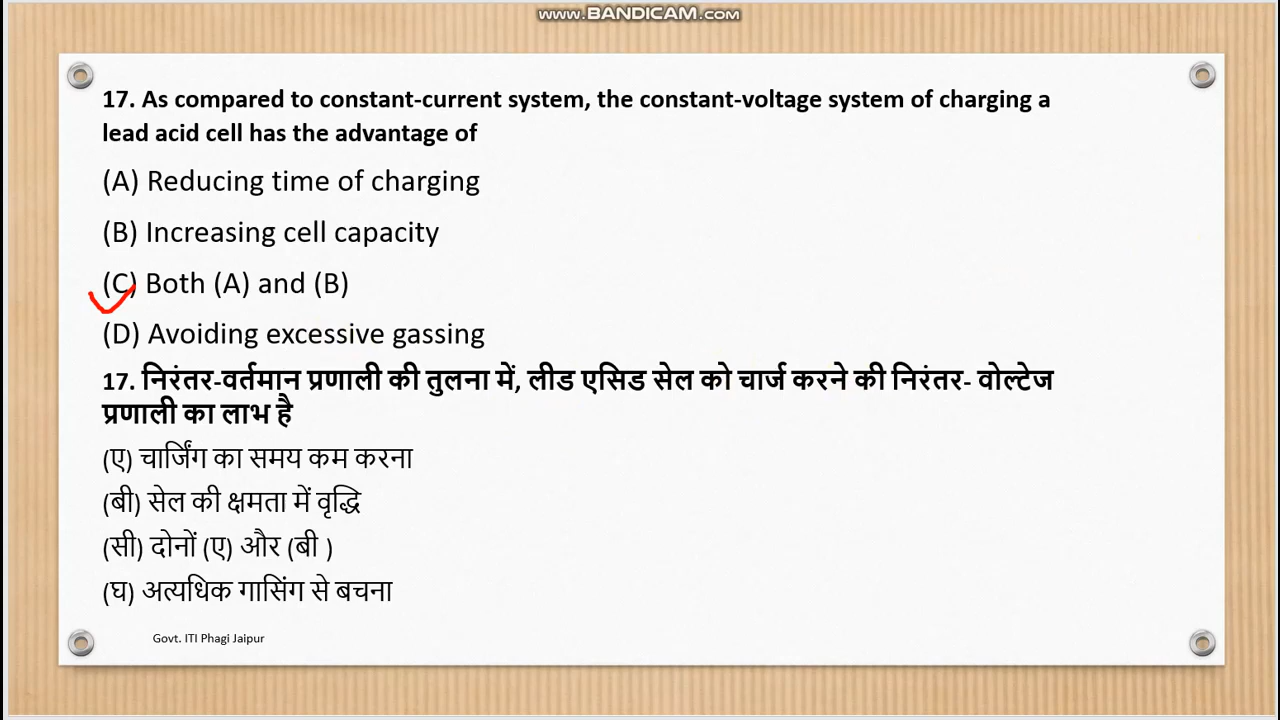 www.BANDICAM.com
17. As compared to constant-current system, the constant-voltage system of charging a
lead acid cell has the advantage of
(A) Reducing time of charging
(B) Increasing cell capacity
(C) Both (A) and (B)
(D) Avoiding excessive gassing
17. निरंतर-वर्तमान प्रणाली की तुलना में, लीड एसिड सेल को चार्ज करने की निरंतर- वोल्टेज
प्रणाली का लाभ है
(ए) चार्जिंग का समय कम करना
(बी) सेल की क्षमता में वृद्धि
(सी) दोनों (ए) और (बी )
(घ) अत्यधिक गासिंग से बचना
Govt. ITI Phagi Jaipur